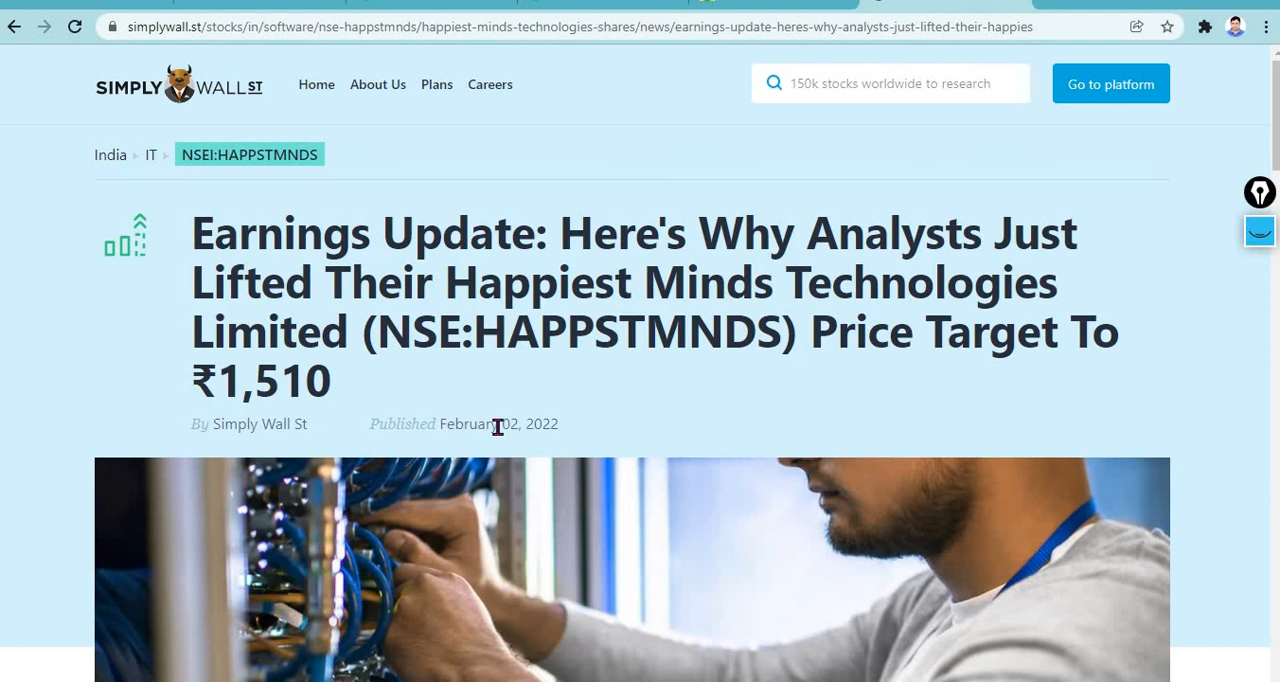 simplywall.st/stocks/in/software/nse-happstmnds/happiest-minds-technologies-shares/news/earnings-update-heres-why-analysts-just-lifted-their-happies
SIMPLY WALL ST Home About Us Plans Careers 150k stocks worldwide to research Go to platform
India IT NSEI:HAPPSTMNDS
Earnings Update: Here's Why Analysts Just
Lifted Their Happiest Minds Technologies
Limited (NSE:HAPPSTMNDS) Price Target To
₹1,510
By Simply Wall St Published February 02, 2022